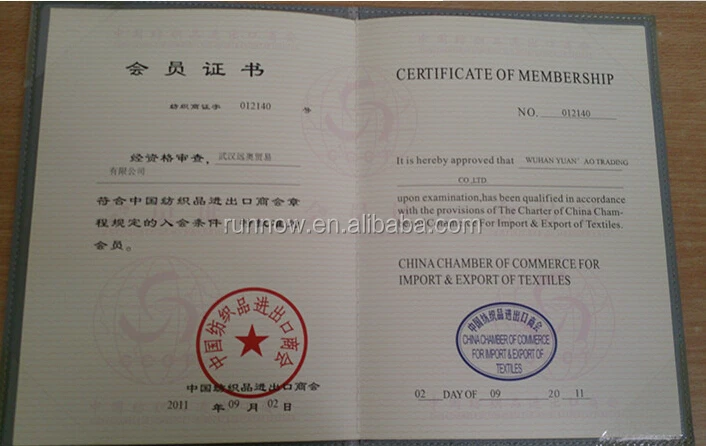 会员证书
纺织商证字 012140 号
经资格审查，武汉远奥贸易
有限公司
符合中国纺织品进出口商会章
程规定的入会条件
会员。
中国纺织品进出口商会
中国纺织品进出口商会
2011 年 09 月 02 日
CERTIFICATE OF MEMBERSHIP
NO. 012140
It is hereby approved that WUHAN YUAN'AO TRADING
CO.,LTD.
upon examination,has been qualified in accordance
with the provisions of The Charter of China Cham-
of Commerce For Import & Export of Textiles.
CHINA CHAMBER OF COMMERCE FOR
IMPORT & EXPORT OF TEXTILES
中国纺织品进出口商会
CHINA CHAMBER OF COMMERCE
FOR IMPORT & EXPORT OF
TEXTILES
02 DAY OF 09 20 11
runnow.en.alibaba.com